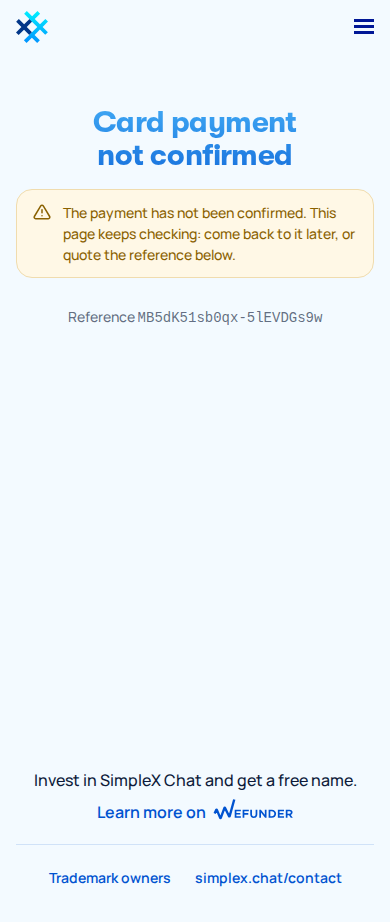 Card payment
not confirmed
The payment has not been confirmed. This
page keeps checking: come back to it later, or
quote the reference below.
Reference MB5dK51sb0qx-5lEVDGs9w
Invest in SimpleX Chat and get a free name.
Learn more on WEFUNDER
Trademark owners simplex.chat/contact